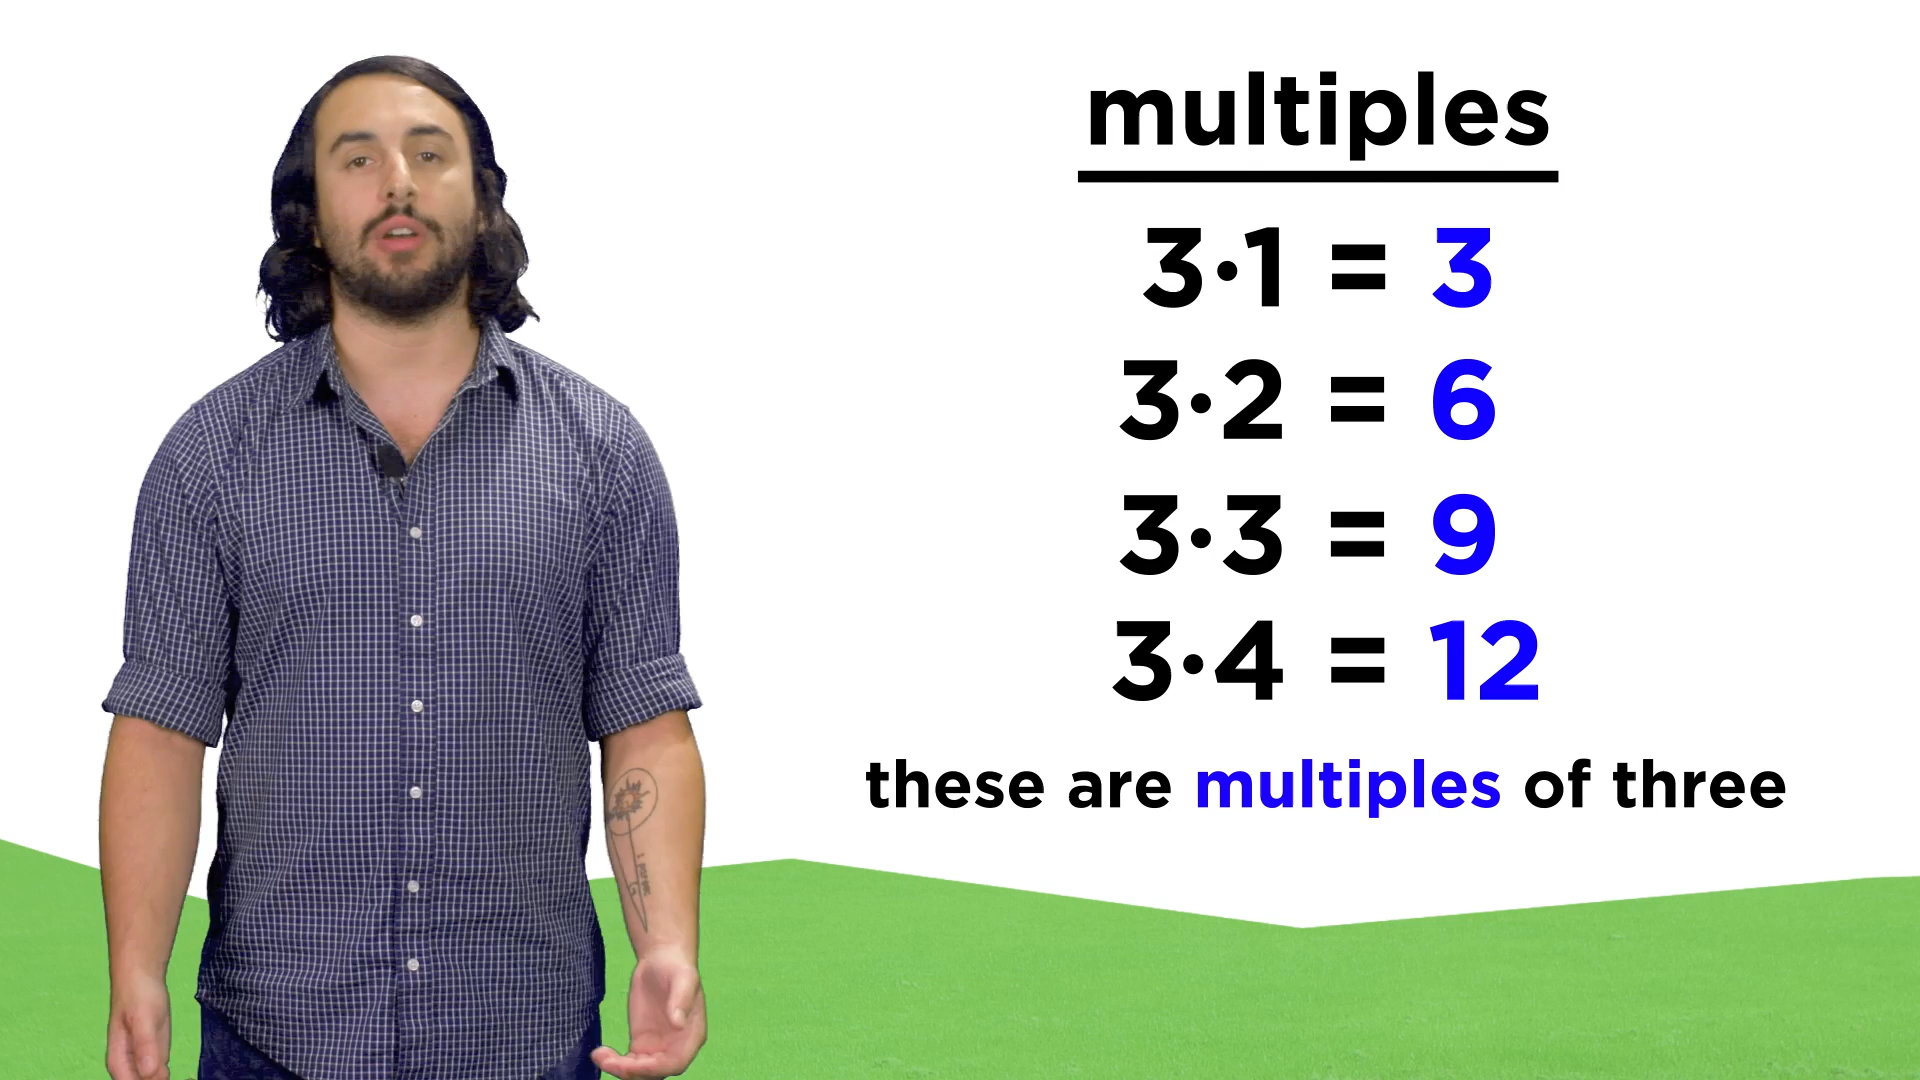 multiples
3·1 = 3
3·2 = 6
3·3 = 9
3·4 = 12
these are multiples of three